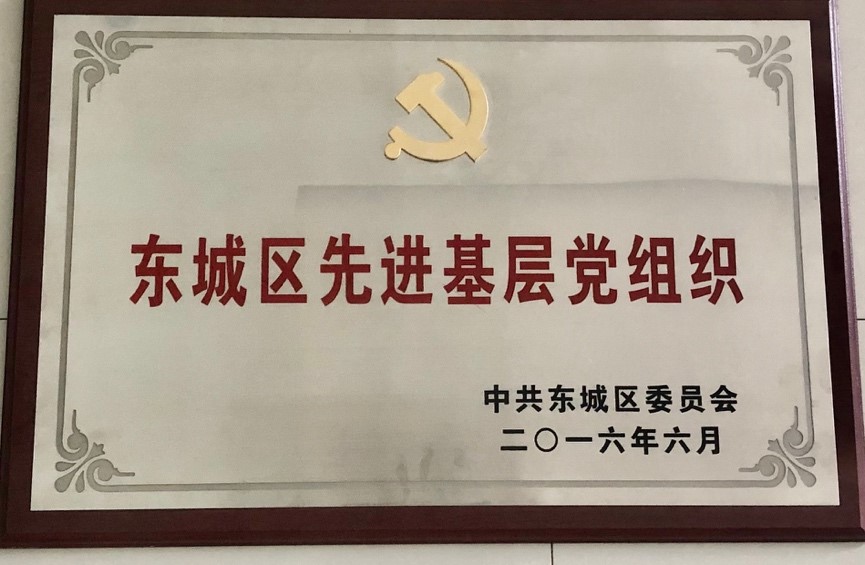 东城区先进基层党组织
中共东城区委员会
二〇一六年六月